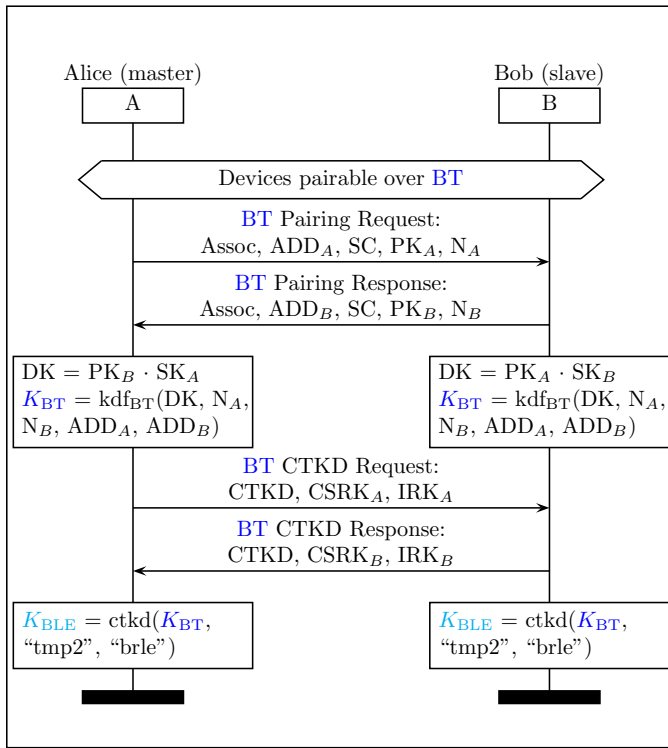 Alice (master)
Bob (slave)
A
B
Devices pairable over BT
BT Pairing Request:
Assoc, ADD_A, SC, PK_A, N_A
BT Pairing Response:
Assoc, ADD_B, SC, PK_B, N_B
DK = PK_B · SK_A
K_BT = kdf_BT(DK, N_A,
N_B, ADD_A, ADD_B)
DK = PK_A · SK_B
K_BT = kdf_BT(DK, N_A,
N_B, ADD_A, ADD_B)
BT CTKD Request:
CTKD, CSRK_A, IRK_A
BT CTKD Response:
CTKD, CSRK_B, IRK_B
K_BLE = ctkd(K_BT,
“tmp2”, “brle”)
K_BLE = ctkd(K_BT,
“tmp2”, “brle”)